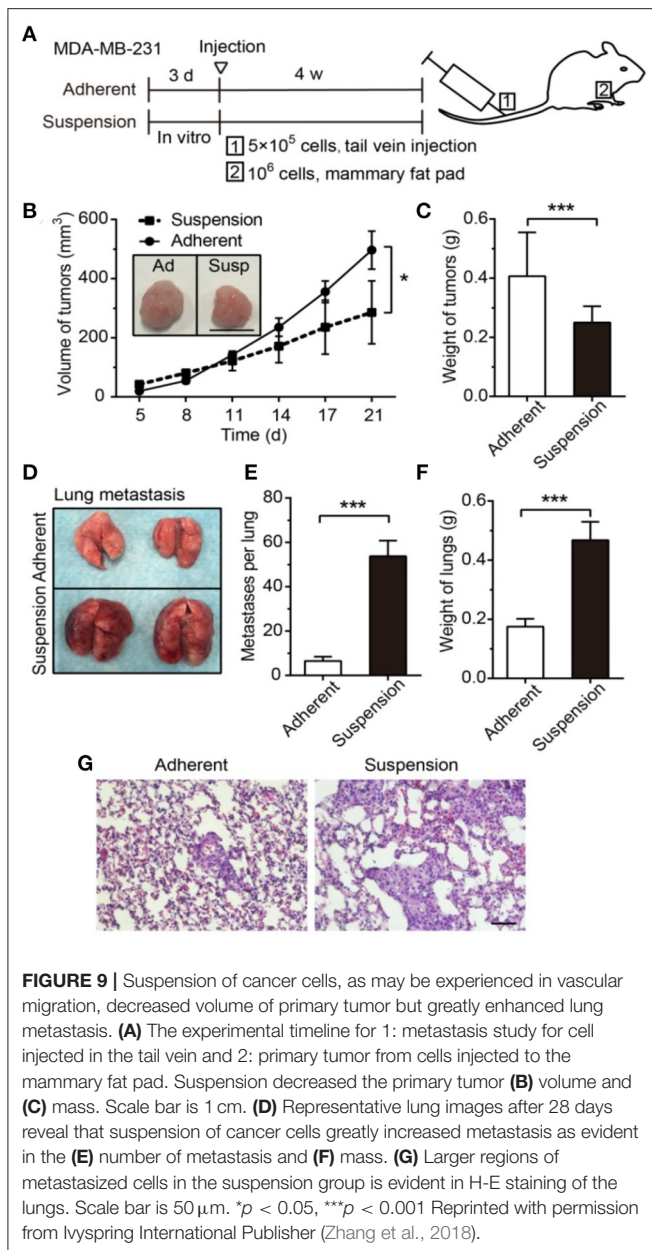 A
MDA-MB-231
Injection
3 d
4 w
Adherent
Suspension
In vitro
1 5×10⁵ cells, tail vein injection
2 10⁶ cells, mammary fat pad
1
2
B
Volume of tumors (mm³)
600
400
200
0
Suspension
Adherent
Ad Susp
*
5 8 11 14 17 21
Time (d)
C
***
Weight of tumors (g)
0.6
0.4
0.2
0.0
Adherent
Suspension
D
Lung metastasis
Suspension Adherent
E
***
Metastases per lung
80
60
40
20
0
Adherent
Suspension
F
***
Weight of lungs (g)
0.6
0.4
0.2
0.0
Adherent
Suspension
G
Adherent Suspension
FIGURE 9 | Suspension of cancer cells, as may be experienced in vascular
migration, decreased volume of primary tumor but greatly enhanced lung
metastasis. (A) The experimental timeline for 1: metastasis study for cell
injected in the tail vein and 2: primary tumor from cells injected to the
mammary fat pad. Suspension decreased the primary tumor (B) volume and
(C) mass. Scale bar is 1 cm. (D) Representative lung images after 28 days
reveal that suspension of cancer cells greatly increased metastasis as evident
in the (E) number of metastasis and (F) mass. (G) Larger regions of
metastasized cells in the suspension group is evident in H-E staining of the
lungs. Scale bar is 50 μm. *p < 0.05, ***p < 0.001 Reprinted with permission
from Ivyspring International Publisher (Zhang et al., 2018).